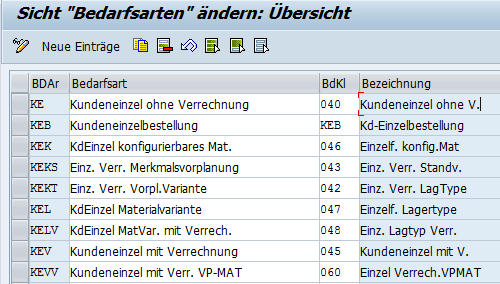 Sicht "Bedarfsarten" ändern: Übersicht
Neue Einträge
BDAr Bedarfsart BdKl Bezeichnung
KE Kundeneinzel ohne Verrechnung 040 Kundeneinzel ohne V.
KEB Kundeneinzelbestellung KEB Kd-Einzelbestellung
KEK KdEinzel konfigurierbares Mat. 046 Einzelf. konfig.Mat
KEKS Einz. Verr. Merkmalsvorplanung 043 Einz. Verr. Standv.
KEKT Einz. Verr. Vorpl.Variante 042 Einz. Verr. LagType
KEL KdEinzel Materialvariante 047 Einzelf. Lagertype
KELV KdEinzel MatVar. mit Verrech. 048 Einz. Lagtyp Verr.
KEV Kundeneinzel mit Verrechnung 045 Kundeneinzel mit V.
KEVV Kundeneinzel mit Verr. VP-MAT 060 Einzel Verrech.VPMAT